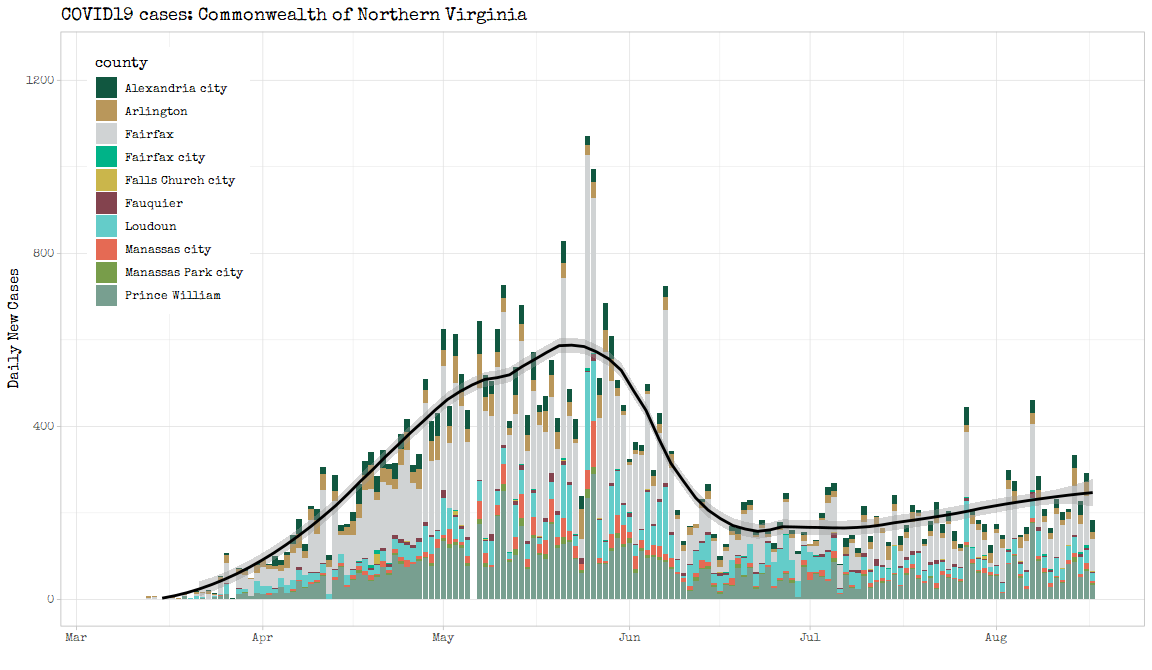 COVID19 cases: Commonwealth of Northern Virginia
county
Alexandria city
Arlington
Fairfax
Fairfax city
Falls Church city
Fauquier
Loudoun
Manassas city
Manassas Park city
Prince William
Daily New Cases
1200
800
400
0
Mar
Apr
May
Jun
Jul
Aug